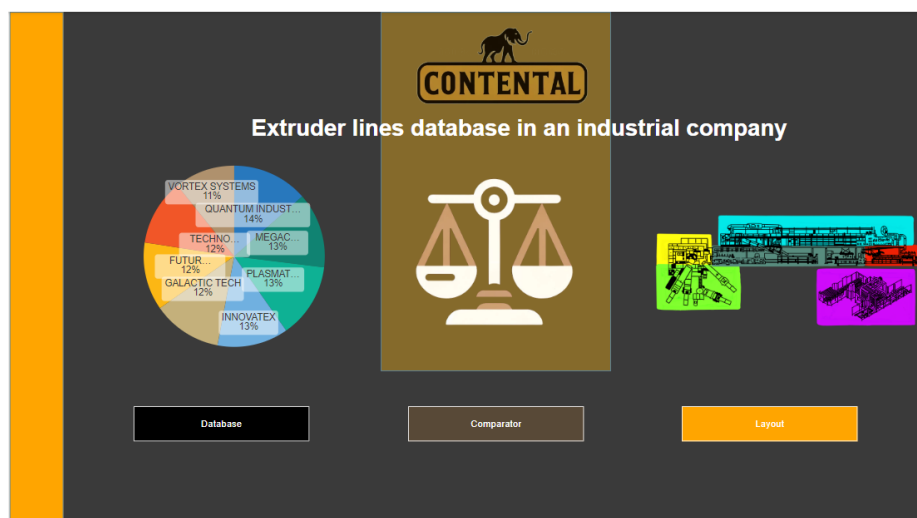 CONTENTAL
Extruder lines database in an industrial company
VORTEX SYSTEMS
11%
QUANTUM INDUST...
14%
TECHNO...
12%
MEGAC...
13%
FUTUR...
12%
PLASMAT...
13%
GALACTIC TECH
12%
INNOVATEX
13%
Database
Comparator
Layout